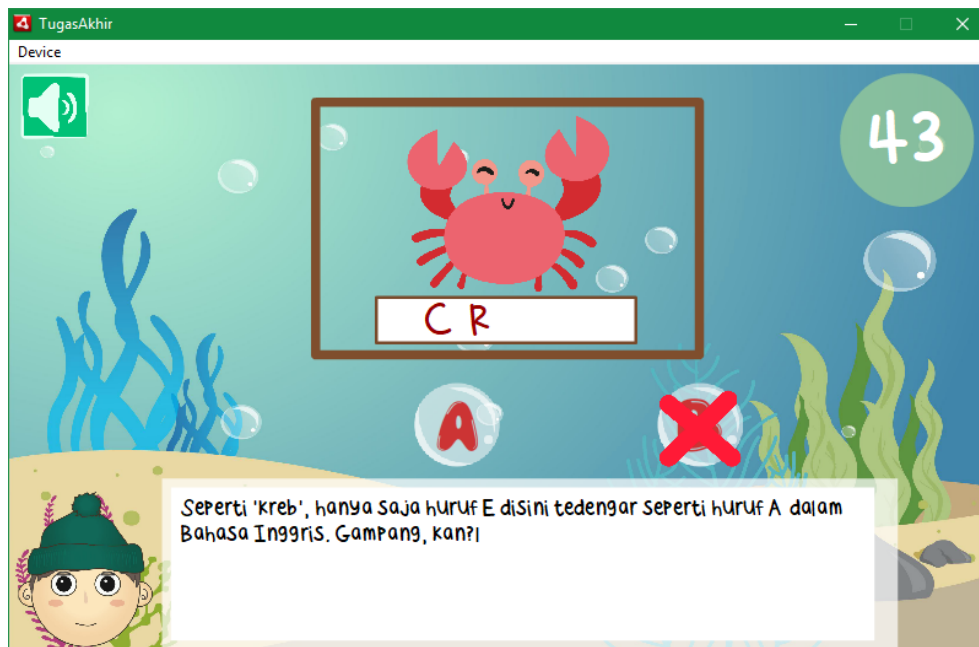 TugasAkhir
Device
43
C R
A
B
Seperti 'kreb', hanya saja huruf E disini tedengar seperti huruf A dalam
Bahasa Inggris. Gampang, kan?|